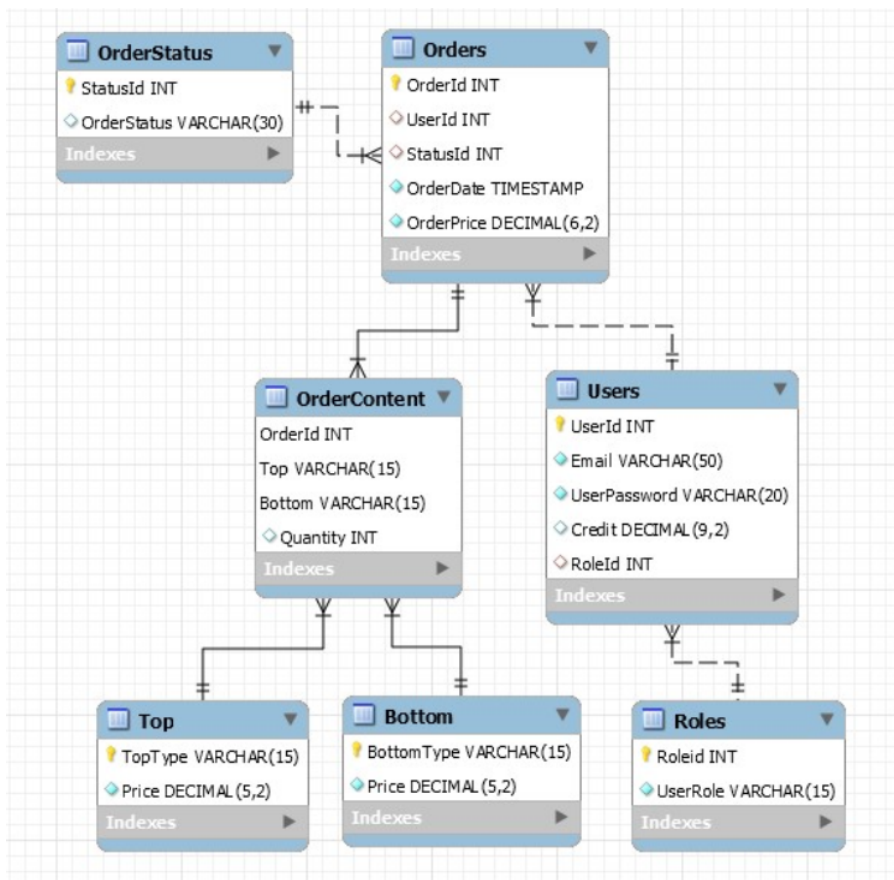 OrderStatus
StatusId INT
OrderStatus VARCHAR(30)
Indexes
Orders
OrderId INT
UserId INT
StatusId INT
OrderDate TIMESTAMP
OrderPrice DECIMAL(6,2)
Indexes
OrderContent
OrderId INT
Top VARCHAR(15)
Bottom VARCHAR(15)
Quantity INT
Indexes
Users
UserId INT
Email VARCHAR(50)
UserPassword VARCHAR(20)
Credit DECIMAL(9,2)
RoleId INT
Indexes
Top
TopType VARCHAR(15)
Price DECIMAL(5,2)
Indexes
Bottom
BottomType VARCHAR(15)
Price DECIMAL(5,2)
Indexes
Roles
Roleid INT
UserRole VARCHAR(15)
Indexes